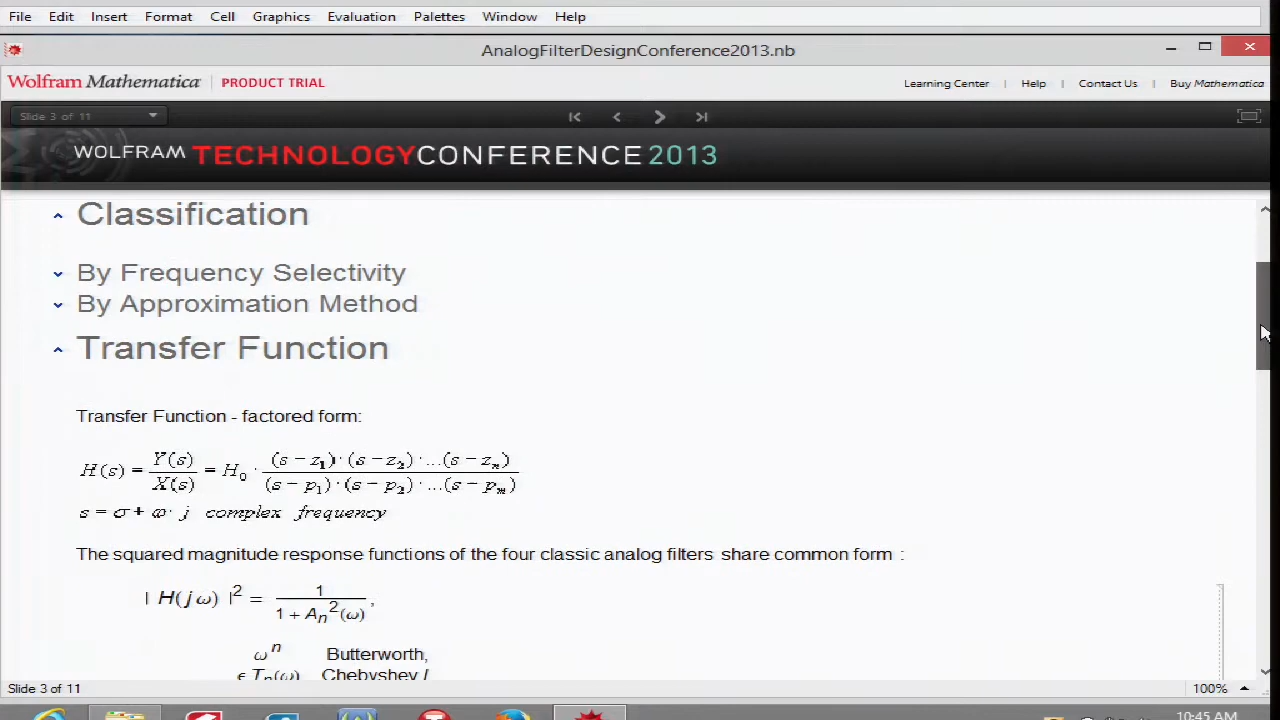 File Edit Insert Format Cell Graphics Evaluation Palettes Window Help
AnalogFilterDesignConference2013.nb
Wolfram Mathematica | PRODUCT TRIAL Learning Center | Help | Contact Us | Buy Mathematica
Slide 3 of 11
WOLFRAM TECHNOLOGYCONFERENCE 2013
Classification
By Frequency Selectivity
By Approximation Method
Transfer Function
Transfer Function - factored form:
H(s) = Y(s)/X(s) = H₀ · (s − z₁)·(s − z₂)· ...(s − zₙ) / (s − p₁)·(s − p₂)· ...(s − pₘ)
s = σ + ω· j complex frequency
The squared magnitude response functions of the four classic analog filters share common form :
| H(j ω) |² = 1 / (1 + Aₙ²(ω)),
ωⁿ Butterworth,
ϵ Tₙ(ω) Chebyshev I
Slide 3 of 11 100%
10:45 AM